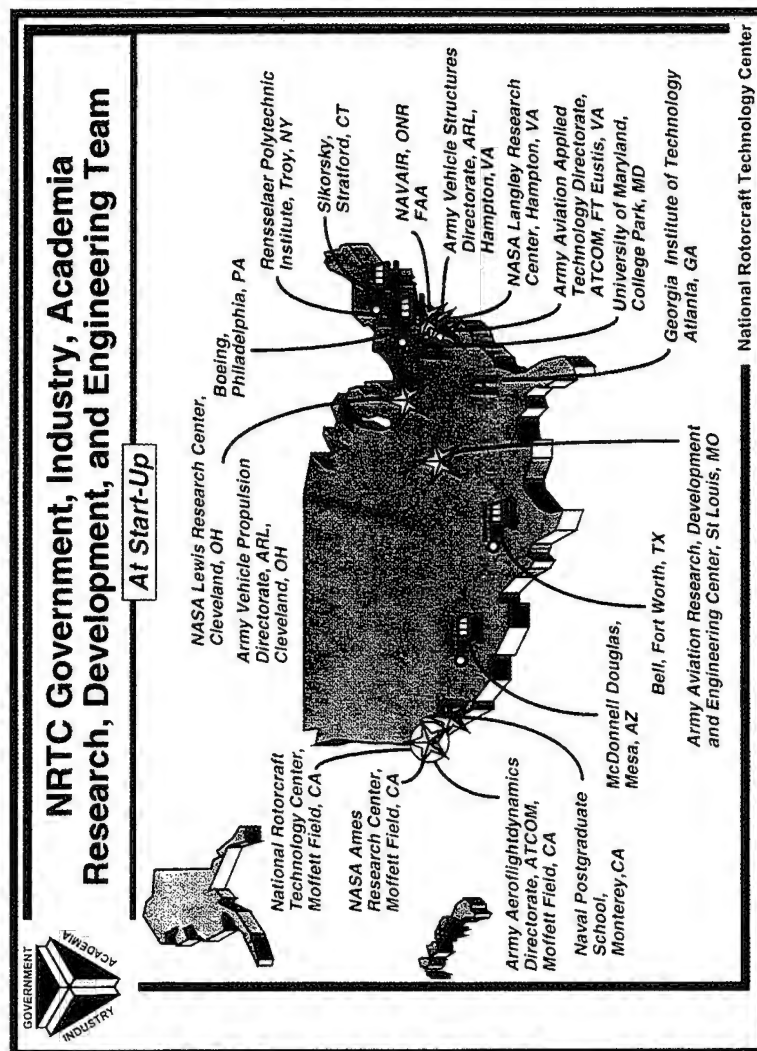 GOVERNMENT
INDUSTRY
ACADEMIA
NRTC Government, Industry, Academia
Research, Development, and Engineering Team
At Start-Up
NASA Lewis Research Center,
Cleveland, OH
Army Vehicle Propulsion
Directorate, ARL,
Cleveland, OH
Boeing,
Philadelphia, PA
Rensselaer Polytechnic
Institute, Troy, NY
Sikorsky,
Stratford, CT
NAVAIR, ONR
FAA
Army Vehicle Structures
Directorate, ARL,
Hampton, VA
NASA Langley Research
Center, Hampton, VA
Army Aviation Applied
Technology Directorate,
ATCOM, FT Eustis, VA
University of Maryland,
College Park, MD
Georgia Institute of Technology
Atlanta, GA
National Rotorcraft
Technology Center,
Moffett Field, CA
NASA Ames
Research Center,
Moffett Field, CA
Army Aeroflightdynamics
Directorate, ATCOM,
Moffett Field, CA
Naval Postgraduate
School,
Monterey,CA
McDonnell Douglas,
Mesa, AZ
Bell, Fort Worth, TX
Army Aviation Research, Development
and Engineering Center, St Louis, MO
National Rotorcraft Technology Center